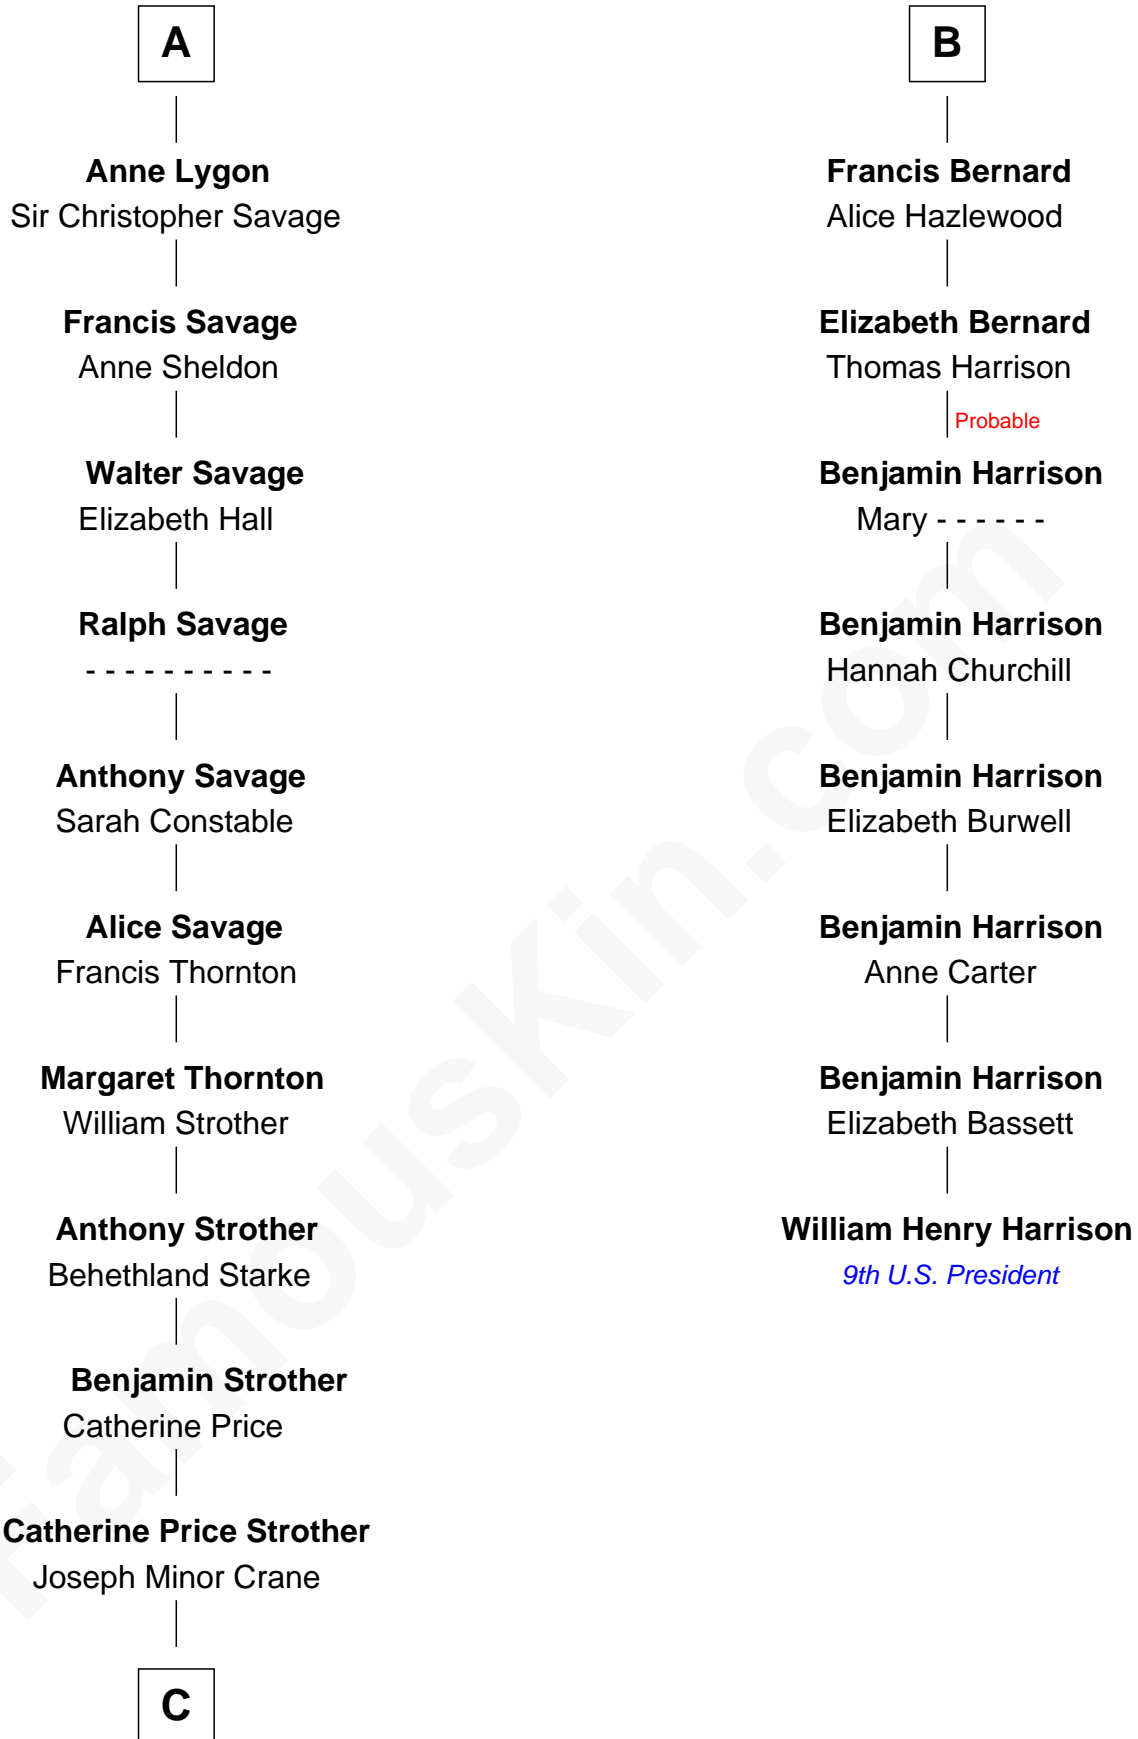 A
Anne Lygon
Sir Christopher Savage
Francis Savage
Anne Sheldon
Walter Savage
Elizabeth Hall
Ralph Savage
- - - - - - - - - -
Anthony Savage
Sarah Constable
Alice Savage
Francis Thornton
Margaret Thornton
William Strother
Anthony Strother
Behethland Starke
Benjamin Strother
Catherine Price
Catherine Price Strother
Joseph Minor Crane
C
B
Francis Bernard
Alice Hazlewood
Elizabeth Bernard
Thomas Harrison
Probable
Benjamin Harrison
Mary - - - - - -
Benjamin Harrison
Hannah Churchill
Benjamin Harrison
Elizabeth Burwell
Benjamin Harrison
Anne Carter
Benjamin Harrison
Elizabeth Bassett
William Henry Harrison
9th U.S. President
FamousKin.com